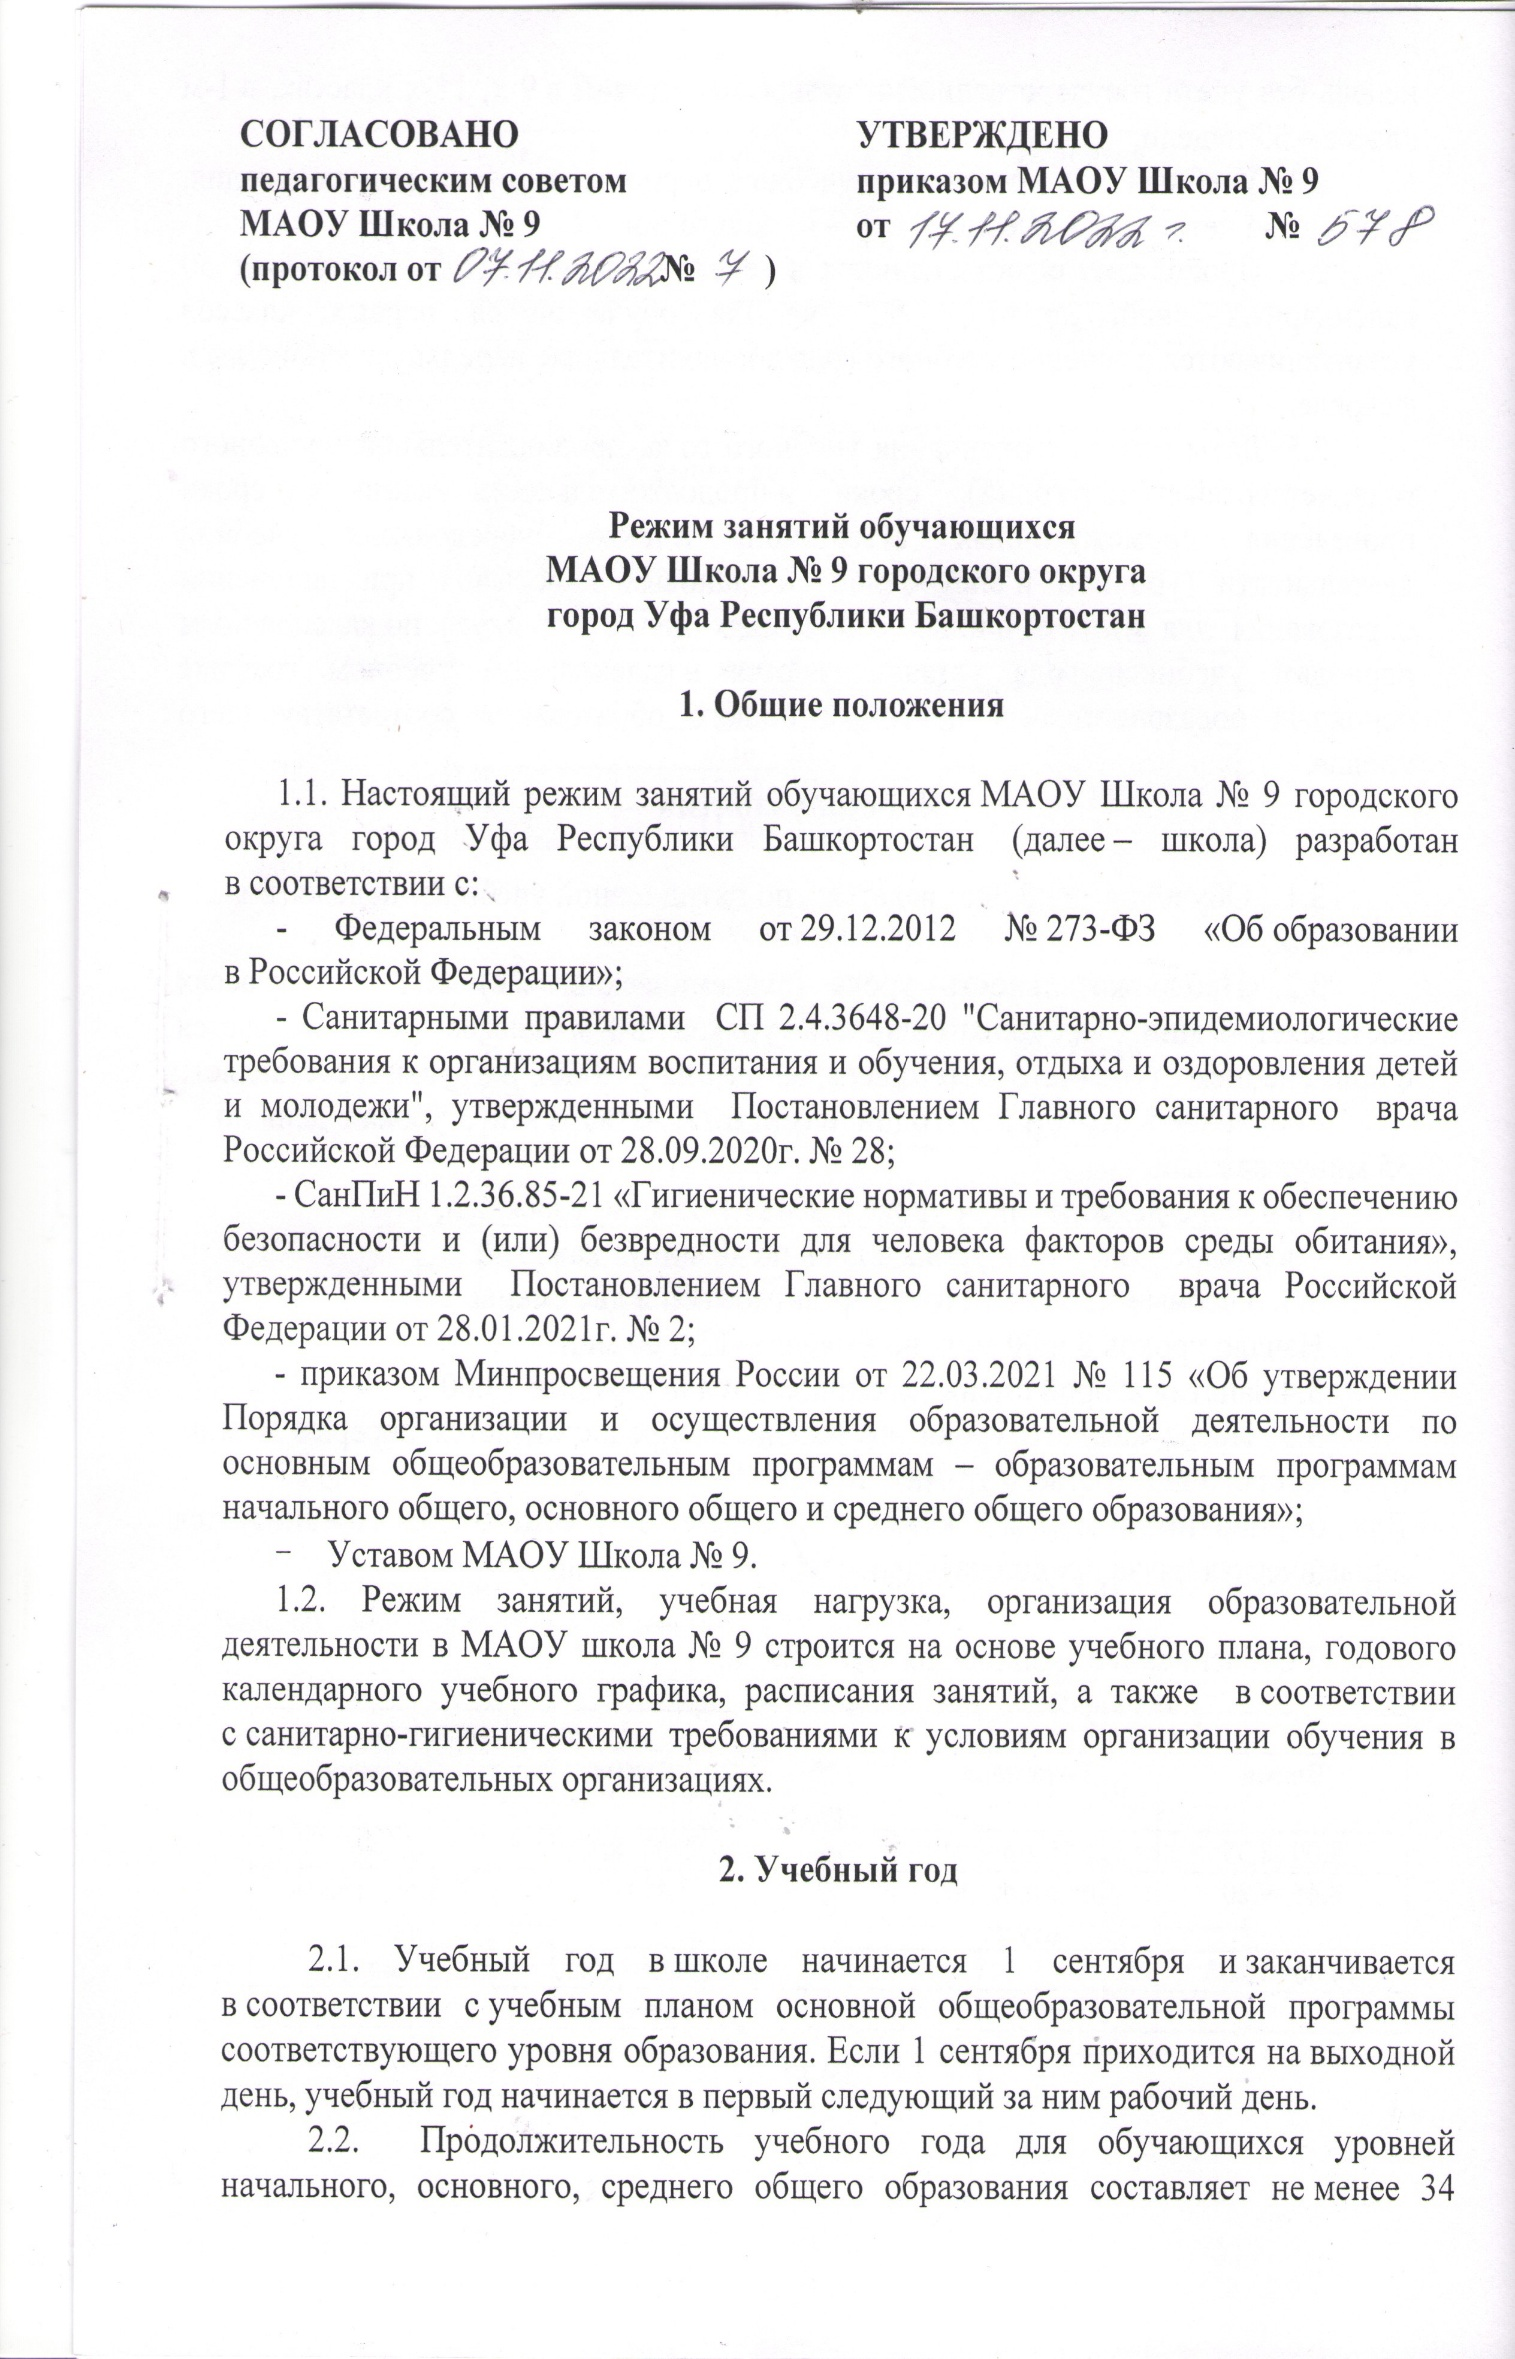 СОГЛАСОВАНО
педагогическим советом
МАОУ Школа № 9
(протокол от 07.11.2022 № 7 )
УТВЕРЖДЕНО
приказом МАОУ Школа № 9
от 17.11.2022 г. № 578
Режим занятий обучающихся
МАОУ Школа № 9 городского округа
город Уфа Республики Башкортостан
1. Общие положения
1.1. Настоящий режим занятий обучающихся МАОУ Школа № 9 городского
округа город Уфа Республики Башкортостан (далее – школа) разработан
в соответствии с:
- Федеральным законом от 29.12.2012 № 273-ФЗ «Об образовании
в Российской Федерации»;
- Санитарными правилами СП 2.4.3648-20 "Санитарно-эпидемиологические
требования к организациям воспитания и обучения, отдыха и оздоровления детей
и молодежи", утвержденными Постановлением Главного санитарного врача
Российской Федерации от 28.09.2020г. № 28;
- СанПиН 1.2.36.85-21 «Гигиенические нормативы и требования к обеспечению
безопасности и (или) безвредности для человека факторов среды обитания»,
утвержденными Постановлением Главного санитарного врача Российской
Федерации от 28.01.2021г. № 2;
- приказом Минпросвещения России от 22.03.2021 № 115 «Об утверждении
Порядка организации и осуществления образовательной деятельности по
основным общеобразовательным программам – образовательным программам
начального общего, основного общего и среднего общего образования»;
− Уставом МАОУ Школа № 9.
1.2. Режим занятий, учебная нагрузка, организация образовательной
деятельности в МАОУ школа № 9 строится на основе учебного плана, годового
календарного учебного графика, расписания занятий, а также в соответствии
с санитарно-гигиеническими требованиями к условиям организации обучения в
общеобразовательных организациях.
2. Учебный год
2.1. Учебный год в школе начинается 1 сентября и заканчивается
в соответствии с учебным планом основной общеобразовательной программы
соответствующего уровня образования. Если 1 сентября приходится на выходной
день, учебный год начинается в первый следующий за ним рабочий день.
2.2. Продолжительность учебного года для обучающихся уровней
начального, основного, среднего общего образования составляет не менее 34